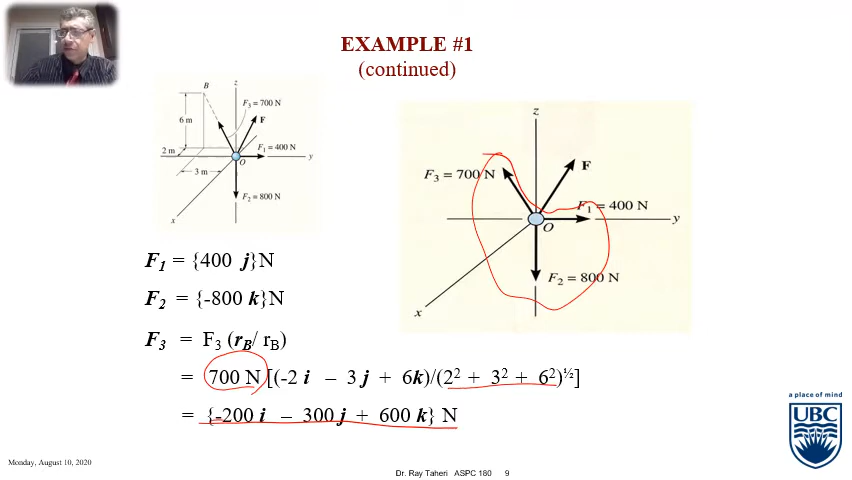 EXAMPLE #1
(continued)
B
z
F₃ = 700 N
F
6 m
F₁ = 400 N
2 m
O
y
3 m
F₂ = 800 N
x
z
F
F₃ = 700 N
F₁ = 400 N
y
O
F₂ = 800 N
x
F₁ = {400 j}N
F₂ = {-800 k}N
F₃ = F₃ (r_B/ r_B)
= 700 N [(-2 i – 3 j + 6k)/(2² + 3² + 6²)^½]
= {-200 i – 300 j + 600 k} N
a place of mind
UBC
Monday, August 10, 2020
Dr. Ray Taheri ASPC 180 9